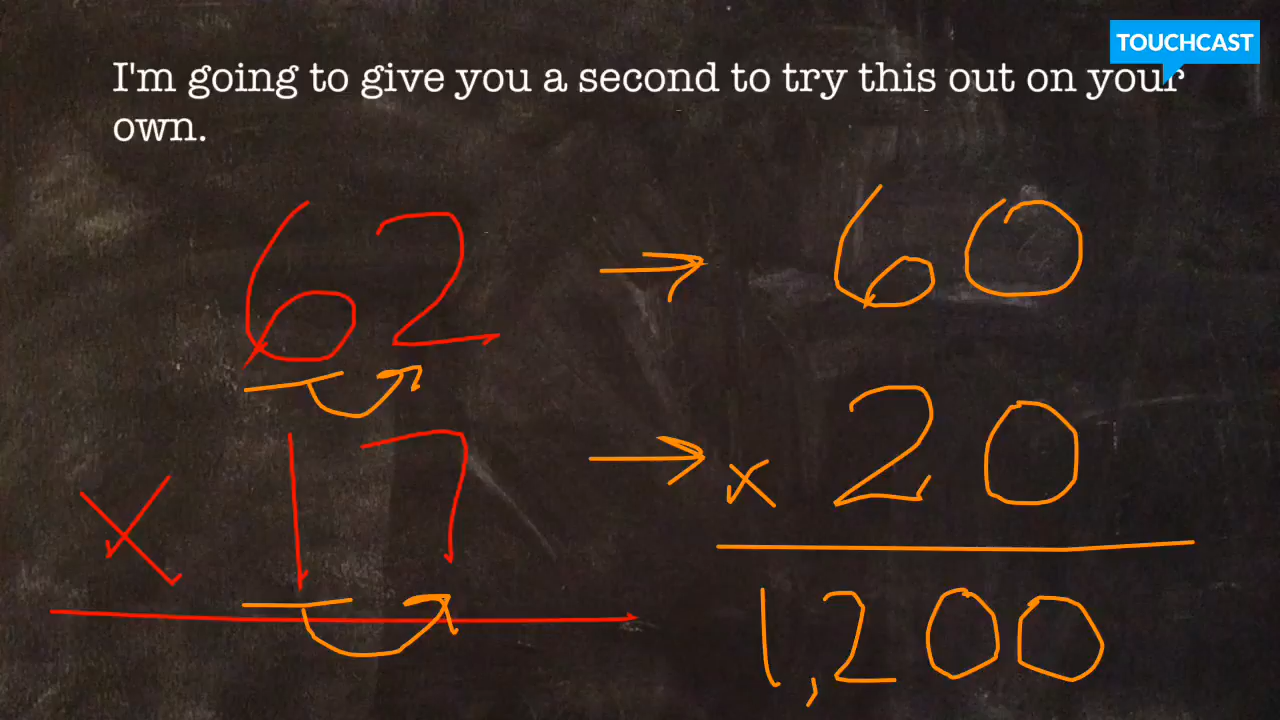 TOUCHCAST
I'm going to give you a second to try this out on your
own.
62 → 60
x 17 → x 20
1,200